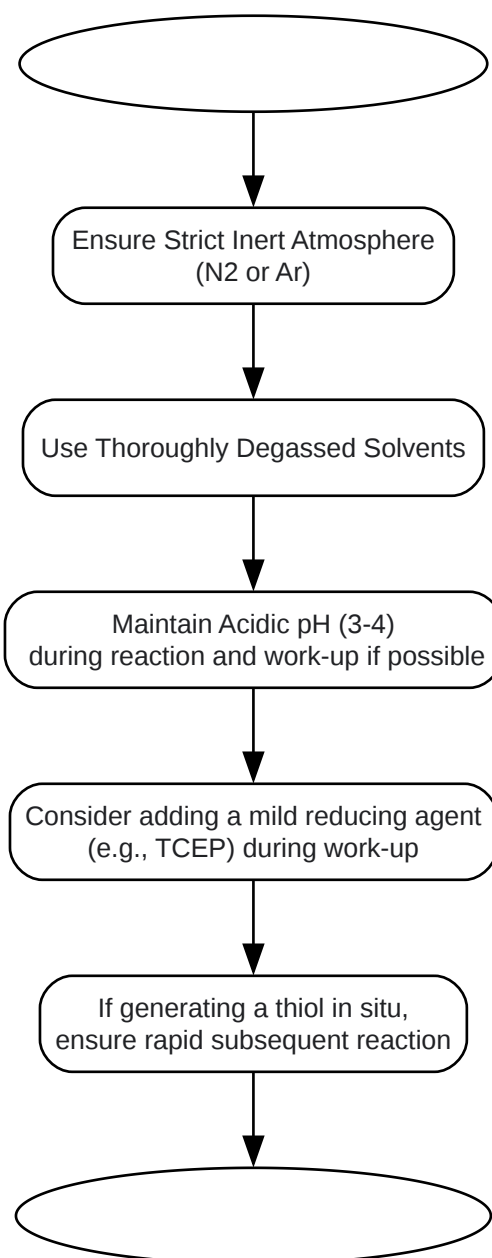 Ensure Strict Inert Atmosphere
(N2 or Ar)
Use Thoroughly Degassed Solvents
Maintain Acidic pH (3-4)
during reaction and work-up if possible
Consider adding a mild reducing agent
(e.g., TCEP) during work-up
If generating a thiol in situ,
ensure rapid subsequent reaction